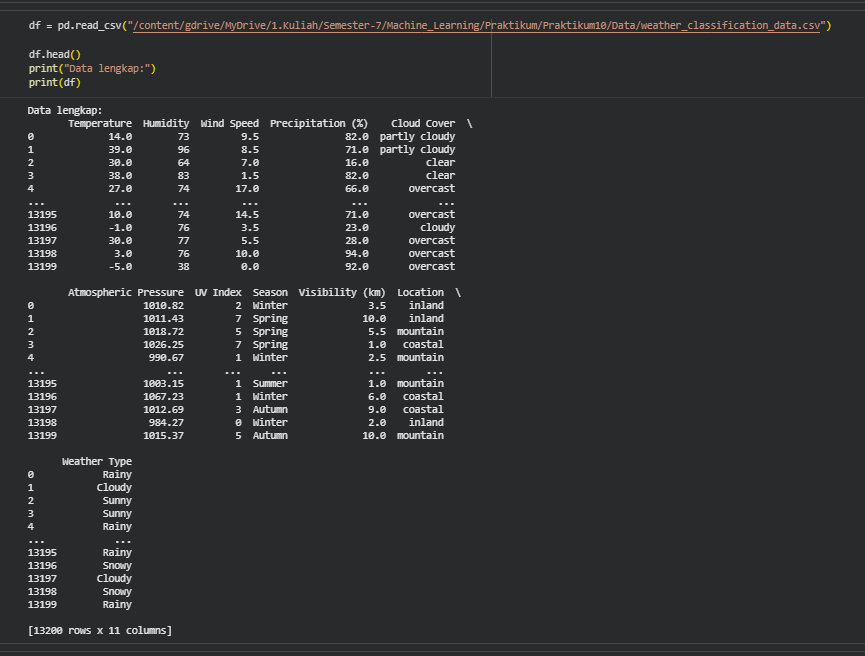 df = pd.read_csv("/content/gdrive/MyDrive/1.Kuliah/Semester-7/Machine_Learning/Praktikum/Praktikum10/Data/weather_classification_data.csv")
df.head()
print("Data lengkap:")
print(df)
Data lengkap:
Temperature Humidity Wind Speed Precipitation (%) Cloud Cover \
0 14.0 73 9.5 82.0 partly cloudy
1 39.0 96 8.5 71.0 partly cloudy
2 30.0 64 7.0 16.0 clear
3 38.0 83 1.5 82.0 clear
4 27.0 74 17.0 66.0 overcast
... ... ... ... ... ...
13195 10.0 74 14.5 71.0 overcast
13196 -1.0 76 3.5 23.0 cloudy
13197 30.0 77 5.5 28.0 overcast
13198 3.0 76 10.0 94.0 overcast
13199 -5.0 38 0.0 92.0 overcast
Atmospheric Pressure UV Index Season Visibility (km) Location \
0 1010.82 2 Winter 3.5 inland
1 1011.43 7 Spring 10.0 inland
2 1018.72 5 Spring 5.5 mountain
3 1026.25 7 Spring 1.0 coastal
4 990.67 1 Winter 2.5 mountain
... ... ... ... ... ...
13195 1003.15 1 Summer 1.0 mountain
13196 1067.23 1 Winter 6.0 coastal
13197 1012.69 3 Autumn 9.0 coastal
13198 984.27 0 Winter 2.0 inland
13199 1015.37 5 Autumn 10.0 mountain
Weather Type
0 Rainy
1 Cloudy
2 Sunny
3 Sunny
4 Rainy
... ...
13195 Rainy
13196 Snowy
13197 Cloudy
13198 Snowy
13199 Rainy
[13200 rows x 11 columns]